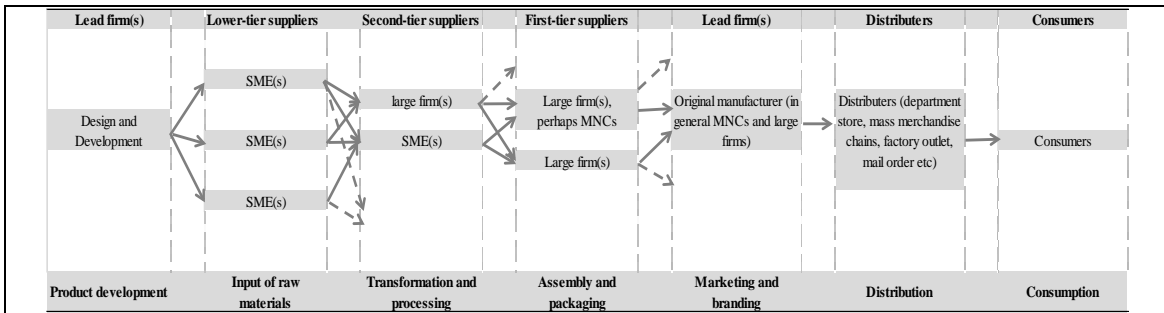 Lead firm(s) Lower-tier suppliers Second-tier suppliers First-tier suppliers Lead firm(s) Distributers Consumers
Design and
Development
SME(s)
SME(s)
SME(s)
large firm(s)
SME(s)
Large firm(s),
perhaps MNCs
Large firm(s)
Original manufacturer (in
general MNCs and large
firms)
Distributers (department
store, mass merchandise
chains, factory outlet,
mail order etc)
Consumers
Product development
Input of raw
materials
Transformation and
processing
Assembly and
packaging
Marketing and
branding
Distribution
Consumption